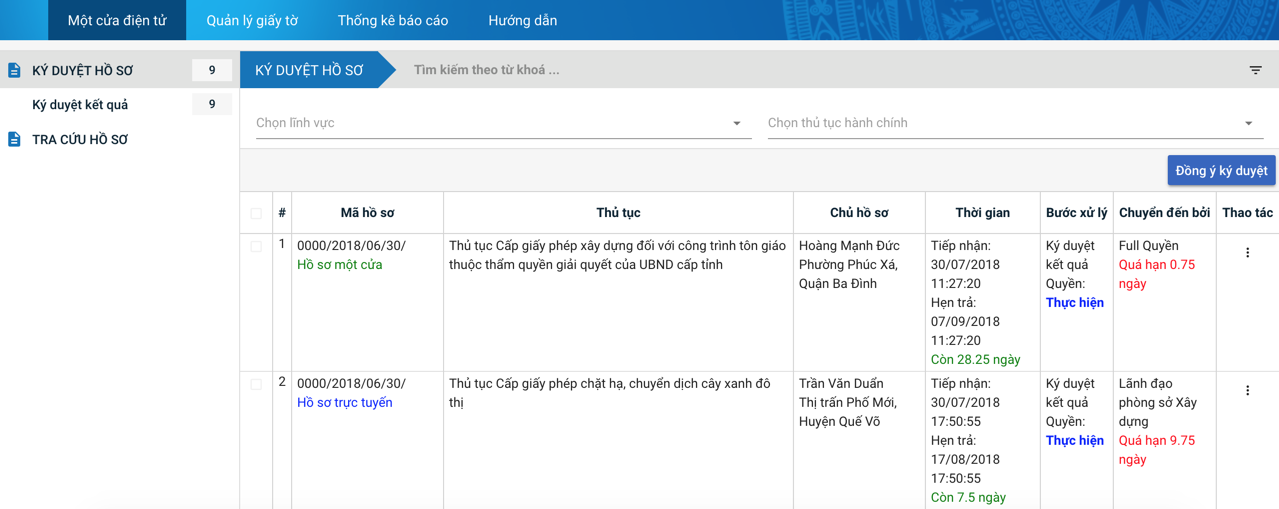 Một cửa điện tử
Quản lý giấy tờ
Thống kê báo cáo
Hướng dẫn
KÝ DUYỆT HỒ SƠ
9
Ký duyệt kết quả
9
TRA CỨU HỒ SƠ
KÝ DUYỆT HỒ SƠ
Tìm kiếm theo từ khoá ...
Chọn lĩnh vực
Chọn thủ tục hành chính
Đồng ý ký duyệt
#
Mã hồ sơ
Thủ tục
Chủ hồ sơ
Thời gian
Bước xử lý
Chuyển đến bởi
Thao tác
1
0000/2018/06/30/
Hồ sơ một cửa
Thủ tục Cấp giấy phép xây dựng đối với công trình tôn giáo
thuộc thẩm quyền giải quyết của UBND cấp tỉnh
Hoàng Mạnh Đức
Phường Phúc Xá,
Quận Ba Đình
Tiếp nhận:
30/07/2018
11:27:20
Hẹn trả:
07/09/2018
11:27:20
Còn 28.25 ngày
Ký duyệt
kết quả
Quyền:
Thực hiện
Full Quyền
Quá hạn 0.75
ngày
2
0000/2018/06/30/
Hồ sơ trực tuyến
Thủ tục Cấp giấy phép chặt hạ, chuyển dịch cây xanh đô
thị
Trần Văn Duẩn
Thị trấn Phố Mới,
Huyện Quế Võ
Tiếp nhận:
30/07/2018
17:50:55
Hẹn trả:
17/08/2018
17:50:55
Còn 7.5 ngày
Ký duyệt
kết quả
Quyền:
Thực hiện
Lãnh đạo
phòng sở Xây
dựng
Quá hạn 9.75
ngày